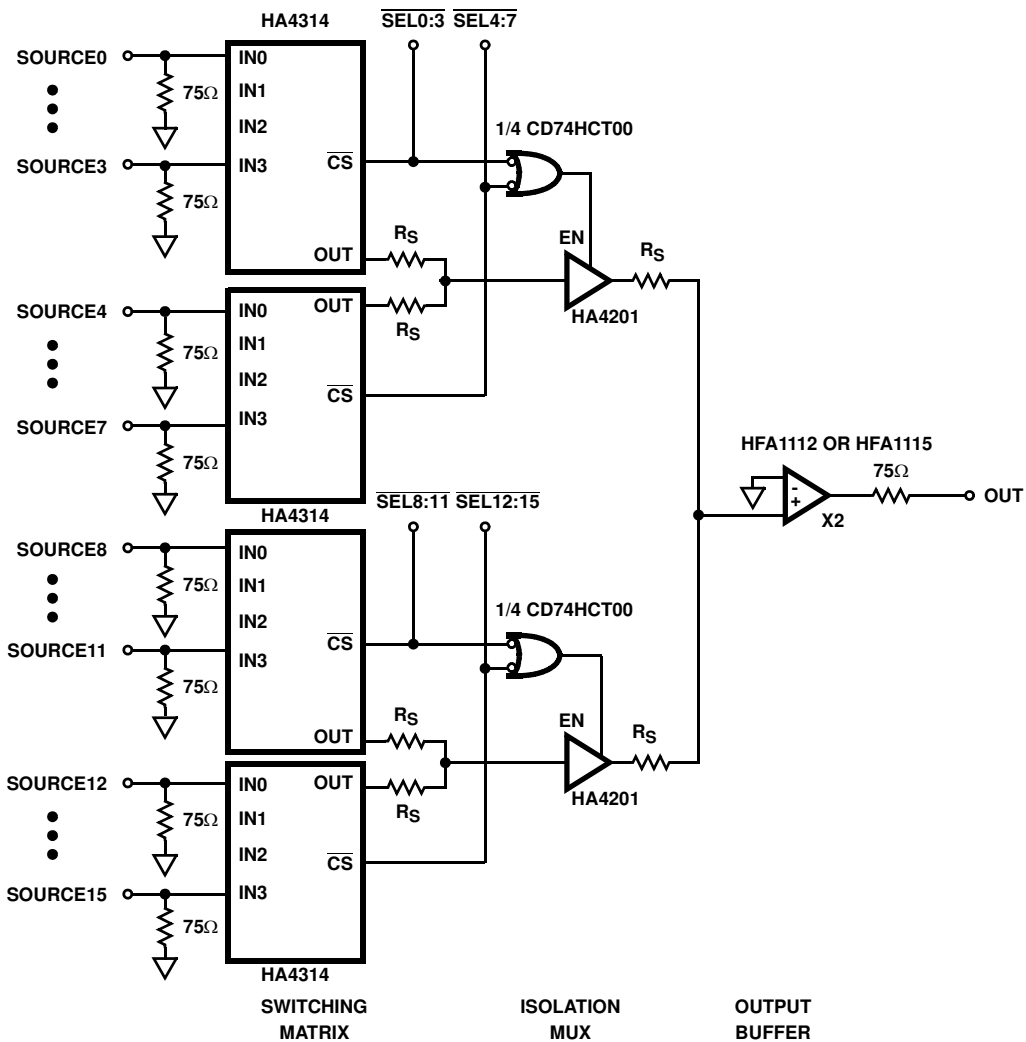 HA4314
SEL0:3 SEL4:7
SOURCE0
IN0
75Ω
IN1
1/4 CD74HCT00
IN2
SOURCE3
IN3
CS
75Ω
RS
EN
RS
OUT
SOURCE4
IN0
OUT
RS
HA4201
IN1
75Ω
IN2
CS
SOURCE7
IN3
HFA1112 OR HFA1115
75Ω
75Ω
-
+
OUT
X2
SEL8:11 SEL12:15
HA4314
SOURCE8
IN0
75Ω
IN1
1/4 CD74HCT00
IN2
SOURCE11
IN3
CS
75Ω
RS
EN
RS
OUT
SOURCE12
IN0
OUT
RS
HA4201
IN1
75Ω
IN2
CS
SOURCE15
IN3
75Ω
HA4314
SWITCHING
MATRIX
ISOLATION
MUX
OUTPUT
BUFFER